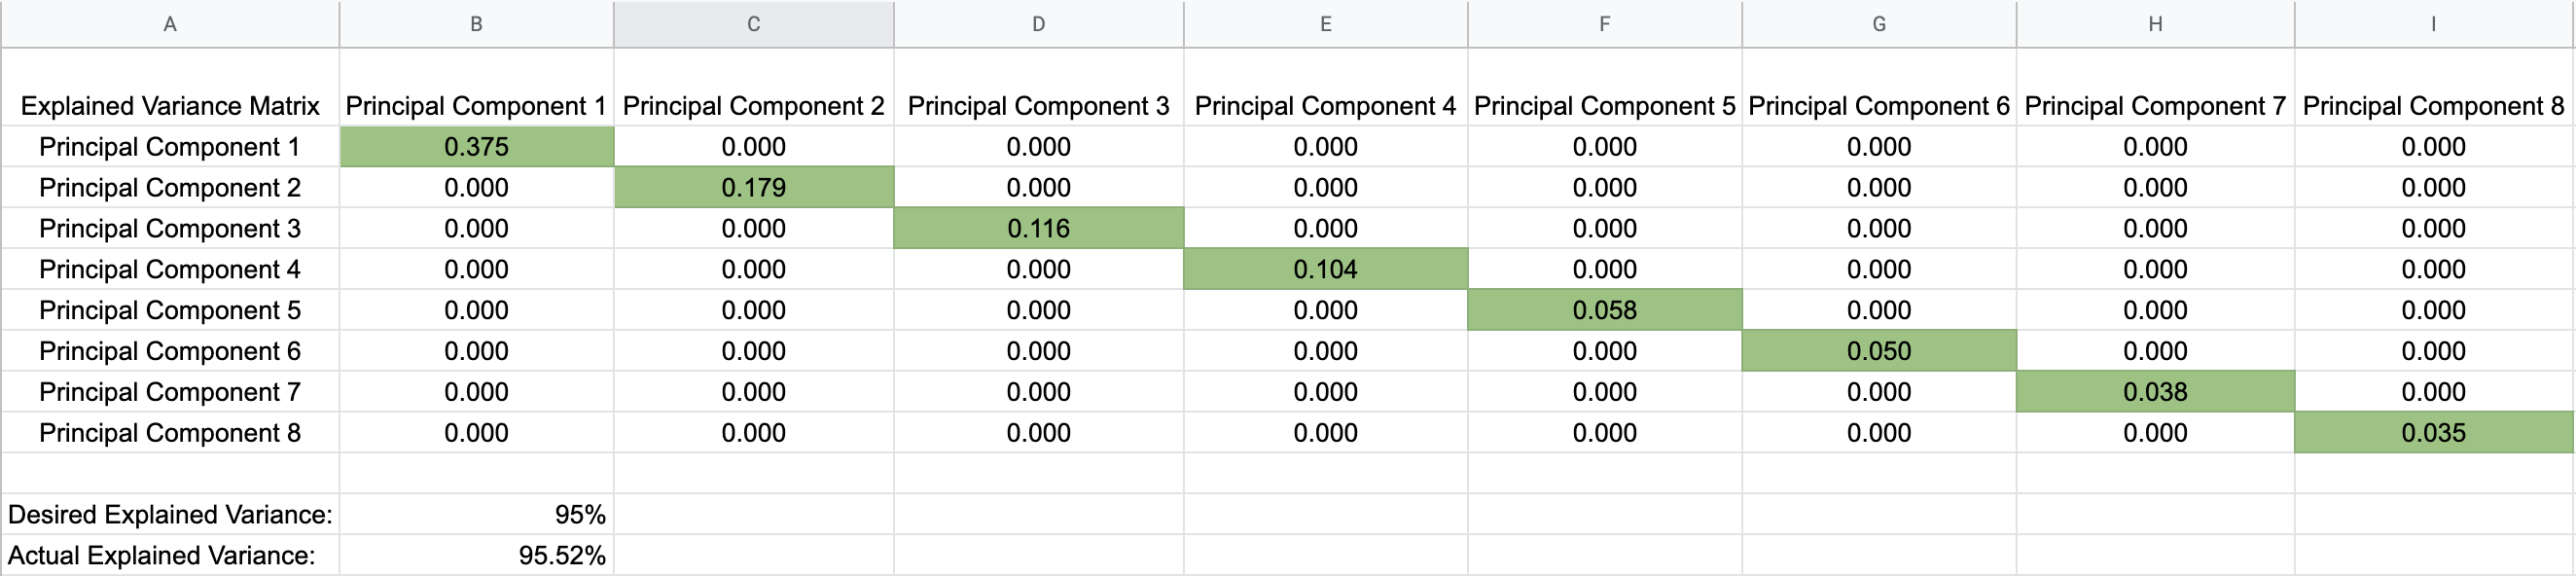 A B C D E F G H I
Explained Variance Matrix Principal Component 1 Principal Component 2 Principal Component 3 Principal Component 4 Principal Component 5 Principal Component 6 Principal Component 7 Principal Component 8
Principal Component 1 0.375 0.000 0.000 0.000 0.000 0.000 0.000 0.000
Principal Component 2 0.000 0.179 0.000 0.000 0.000 0.000 0.000 0.000
Principal Component 3 0.000 0.000 0.116 0.000 0.000 0.000 0.000 0.000
Principal Component 4 0.000 0.000 0.000 0.104 0.000 0.000 0.000 0.000
Principal Component 5 0.000 0.000 0.000 0.000 0.058 0.000 0.000 0.000
Principal Component 6 0.000 0.000 0.000 0.000 0.000 0.050 0.000 0.000
Principal Component 7 0.000 0.000 0.000 0.000 0.000 0.000 0.038 0.000
Principal Component 8 0.000 0.000 0.000 0.000 0.000 0.000 0.000 0.035
Desired Explained Variance: 95%
Actual Explained Variance: 95.52%